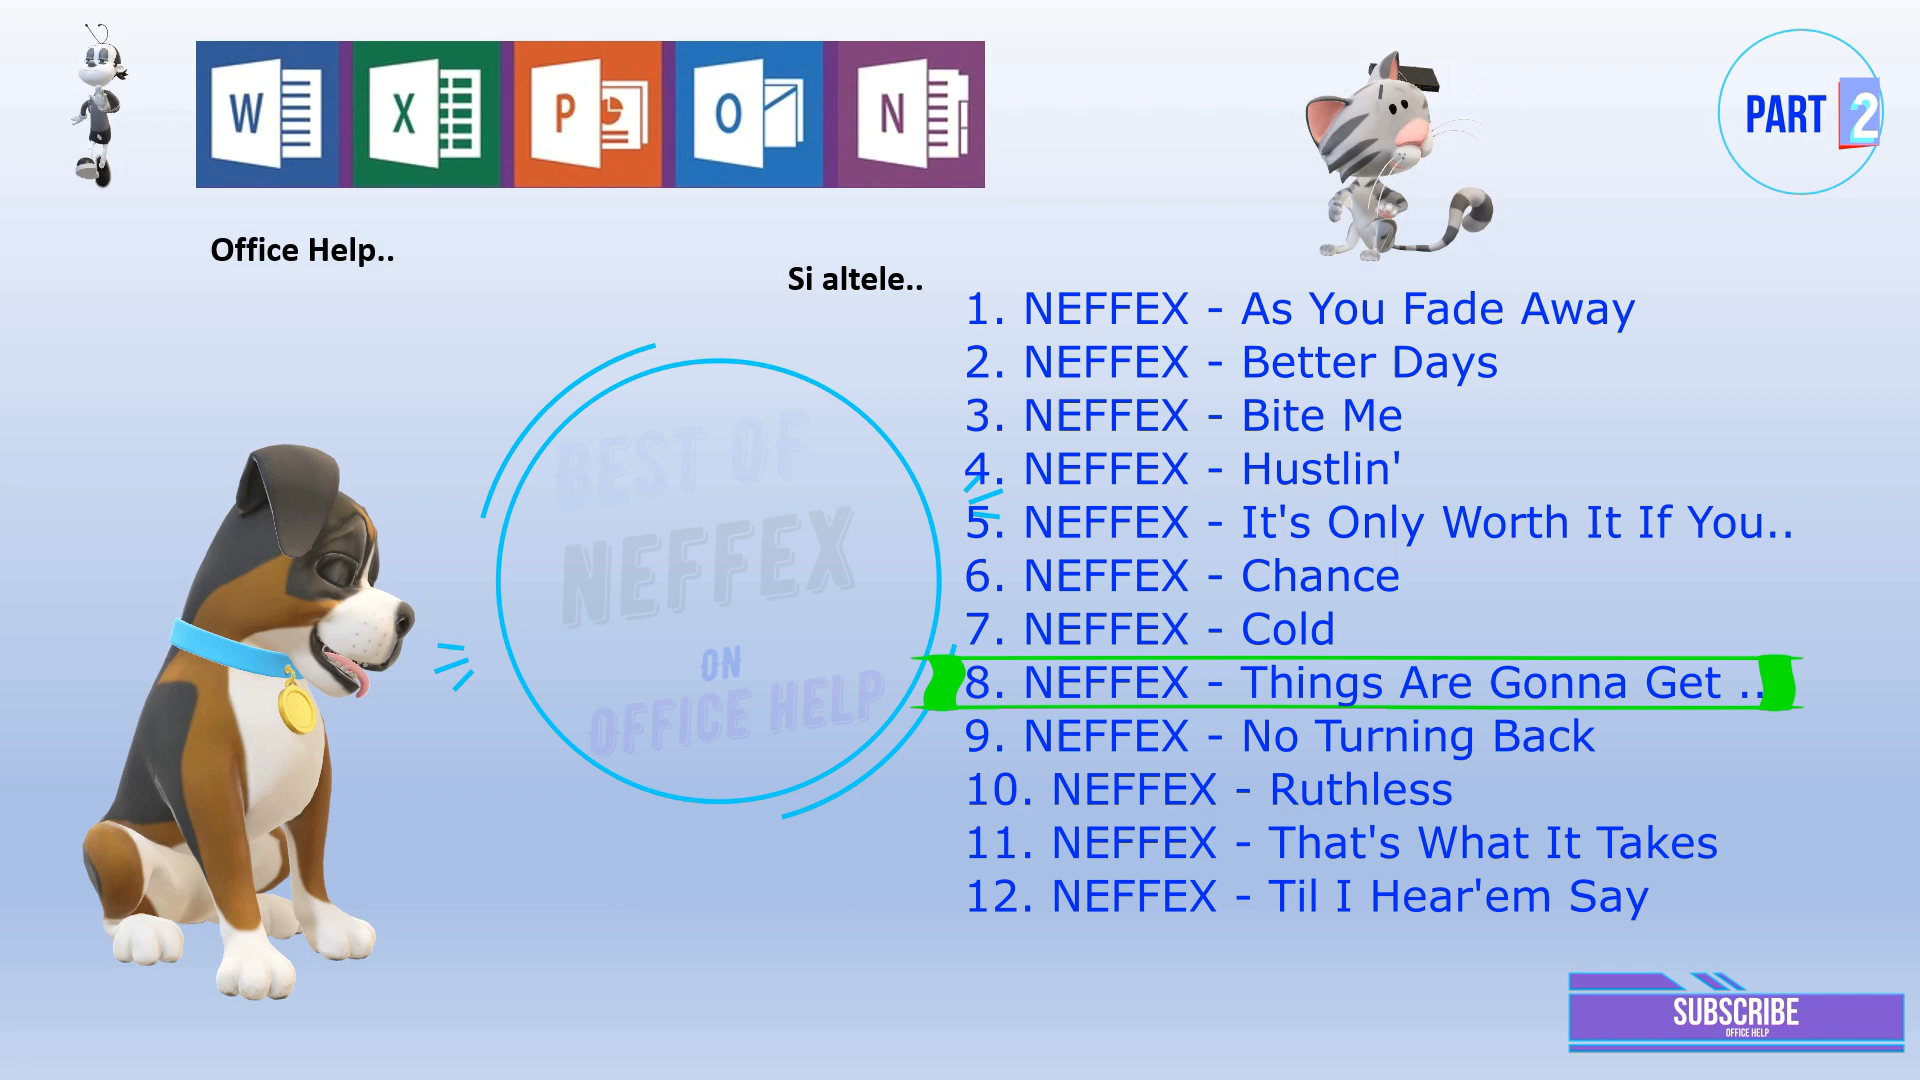 W X P O N
PART 2
Office Help..
Si altele..
BEST OF
NEFFEX
ON
OFFICE HELP
1. NEFFEX - As You Fade Away
2. NEFFEX - Better Days
3. NEFFEX - Bite Me
4. NEFFEX - Hustlin'
5. NEFFEX - It's Only Worth It If You..
6. NEFFEX - Chance
7. NEFFEX - Cold
8. NEFFEX - Things Are Gonna Get ..
9. NEFFEX - No Turning Back
10. NEFFEX - Ruthless
11. NEFFEX - That's What It Takes
12. NEFFEX - Til I Hear'em Say
SUBSCRIBE
OFFICE HELP